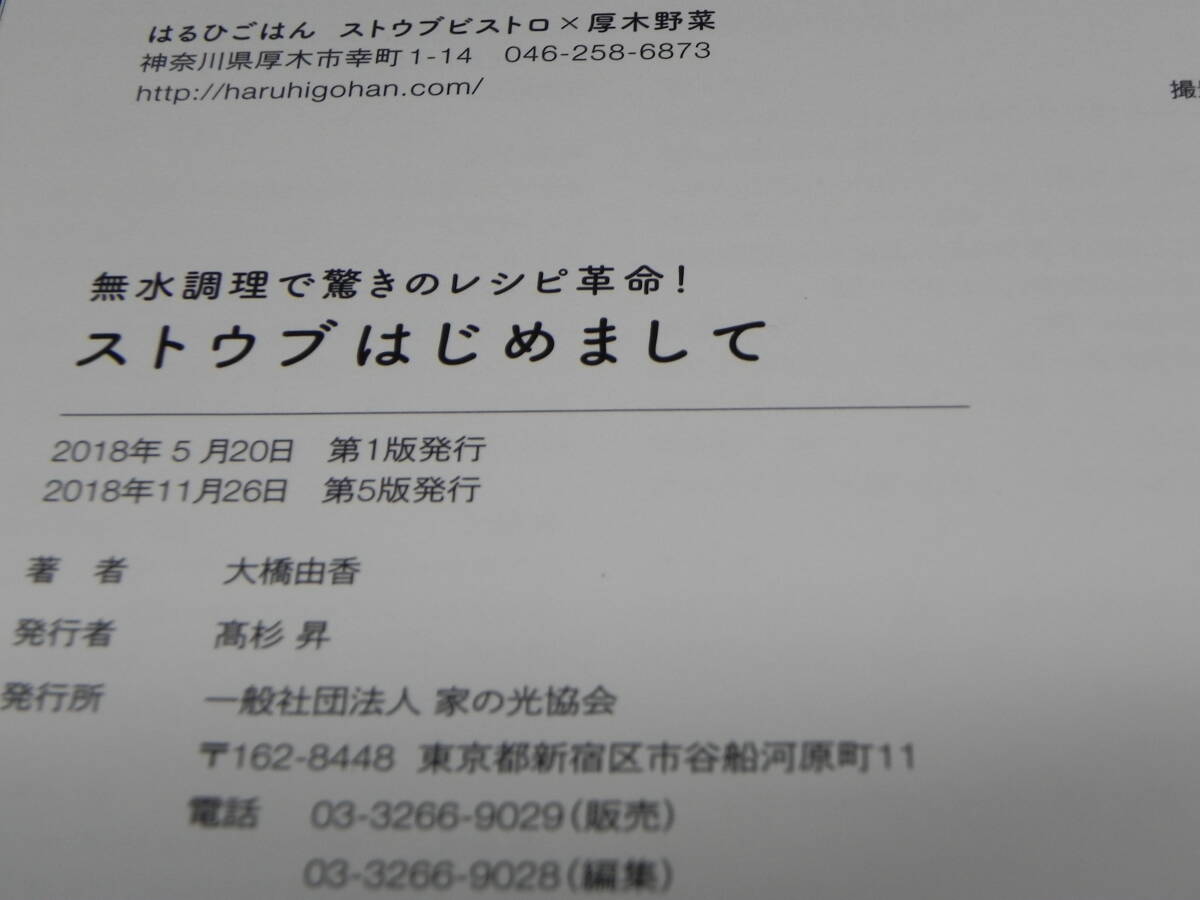 はるひごはん ストウブビストロ×厚木野菜
神奈川県厚木市幸町1-14 046-258-6873
http://haruhigohan.com/
撮
無水調理で驚きのレシピ革命!
ストウブはじめまして
2018年 5 月20日 第1版発行
2018年11月26日 第5版発行
著 者 大橋由香
発行者 髙杉 昇
発行所 一般社団法人 家の光協会
〒162-8448 東京都新宿区市谷船河原町11
電話 03-3266-9029(販売)
03-3266-9028(編集)